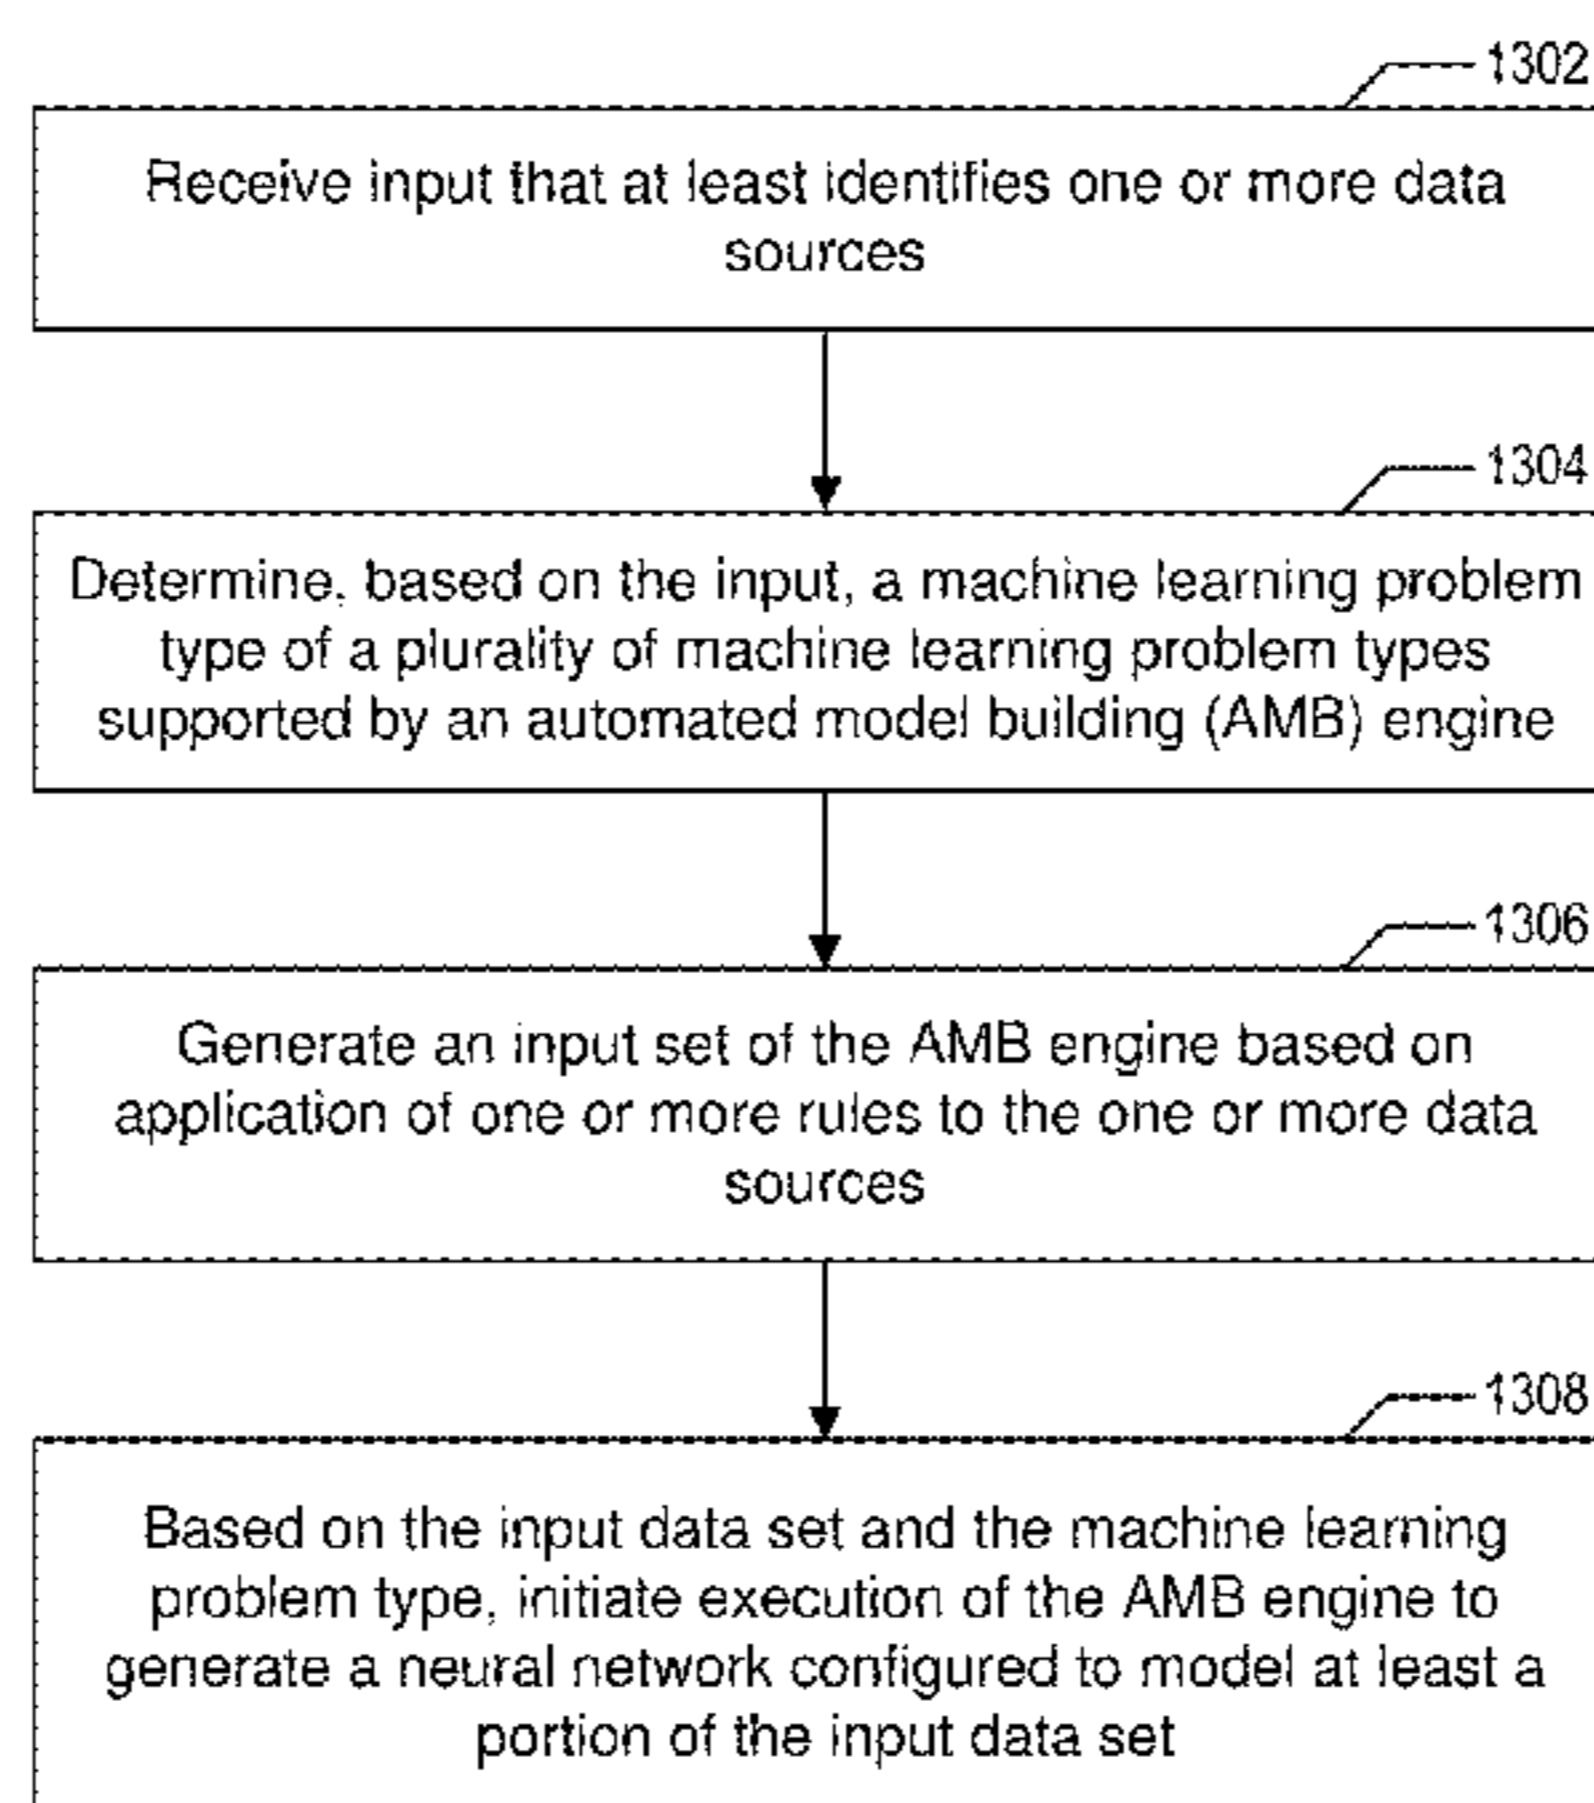 1302
Receive input that at least identifies one or more data
sources
1304
Determine, based on the input, a machine learning problem
type of a plurality of machine learning problem types
supported by an automated model building (AMB) engine
1306
Generate an input set of the AMB engine based on
application of one or more rules to the one or more data
sources
1308
Based on the input data set and the machine learning
problem type, initiate execution of the AMB engine to
generate a neural network configured to model at least a
portion of the input data set